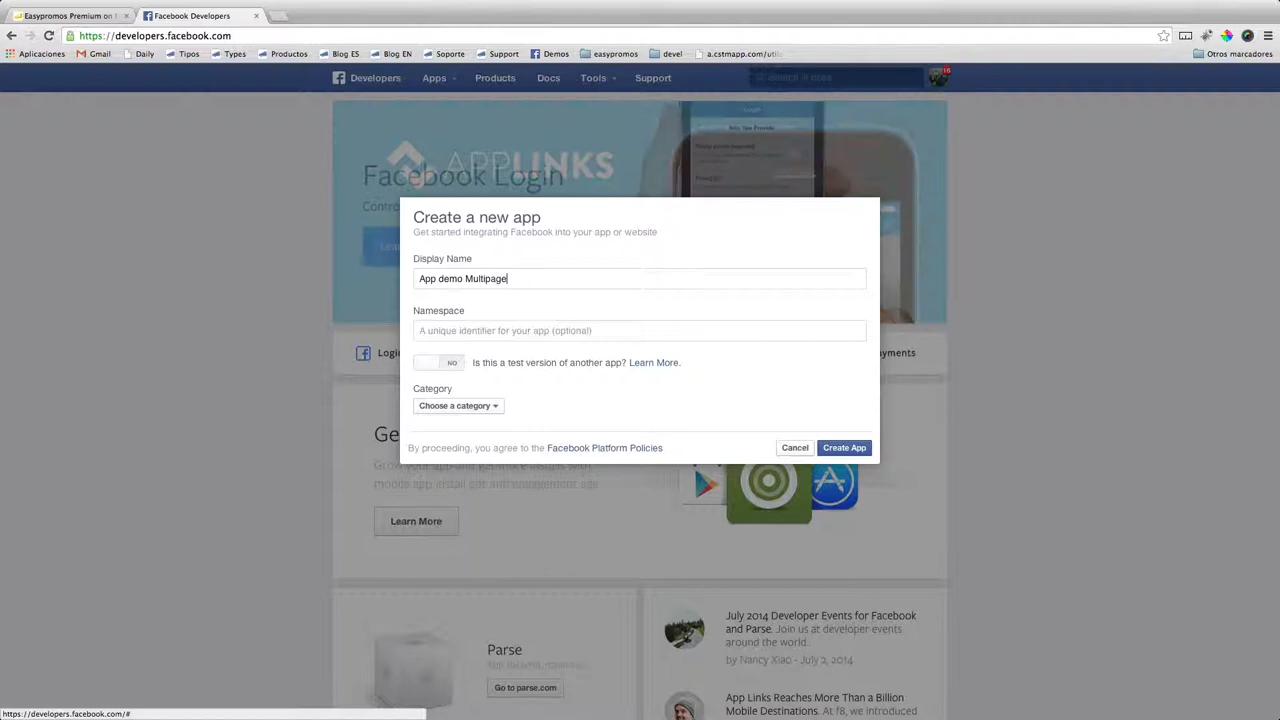 Easypromos Premium on
Facebook Developers
https://developers.facebook.com
Aplicaciones Gmail Daily Tipos Types Productos Blog ES Blog EN Soporte Support Demos easypromos devel a.cstmapp.com/utils Otros marcadores
Developers Apps Products Docs Tools Support
16
APPLINKS
Facebook Login
Create a new app
Get started integrating Facebook into your app or website
Display Name
App demo Multipage
Namespace
A unique identifier for your app (optional)
NO Is this a test version of another app? Learn More.
Category
Choose a category
By proceeding, you agree to the Facebook Platform Policies
Cancel Create App
Learn More
Parse
Go to parse.com
July 2014 Developer Events for Facebook
and Parse. Join us at developer events
around the world..
by Nancy Xiao - July 2, 2014
App Links Reaches More Than a Billion
Mobile Destinations. At f8, we introduced
https://developers.facebook.com/#